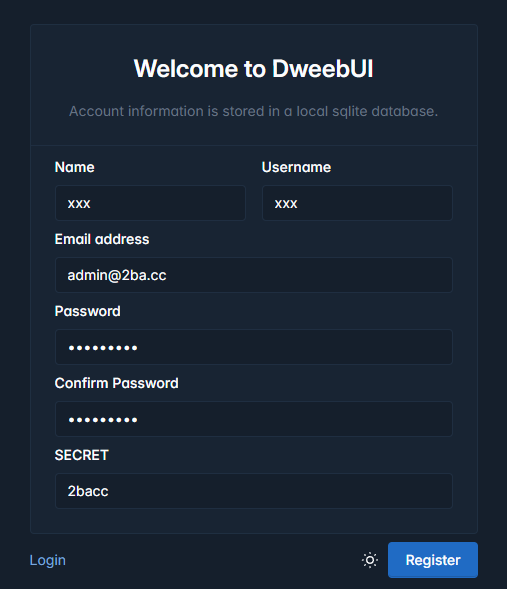 Welcome to DweebUI
Account information is stored in a local sqlite database.
Name Username
xxx xxx
Email address
admin@2ba.cc
Password
•••••••••
Confirm Password
•••••••••
SECRET
2bacc
Login Register